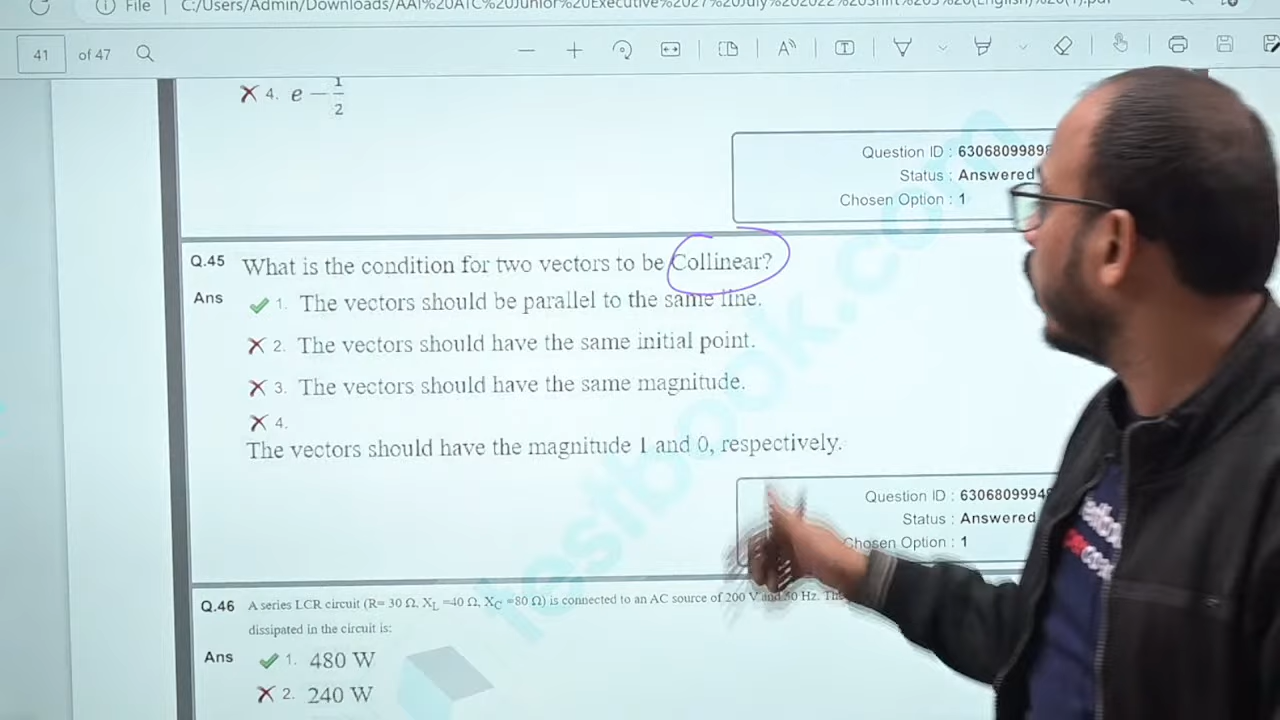 File
C:/Users/Admin/Downloads/AAI%20ATC%20Junior%20Executive%2027%20July%202022%20Shift%203%20(English)%20(1).pdf
41 of 47
4. e − 1/2
Question ID : 6306809989
Status : Answered
Chosen Option : 1
Q.45 What is the condition for two vectors to be Collinear?
Ans 1. The vectors should be parallel to the same line.
2. The vectors should have the same initial point.
3. The vectors should have the same magnitude.
4.
The vectors should have the magnitude 1 and 0, respectively.
Question ID : 6306809994
Status : Answered
Chosen Option : 1
Q.46 A series LCR circuit (R= 30 Ω, XL =40 Ω, XC =80 Ω) is connected to an AC source of 200 V and 50 Hz. The
dissipated in the circuit is:
Ans 1. 480 W
2. 240 W
testbook.com